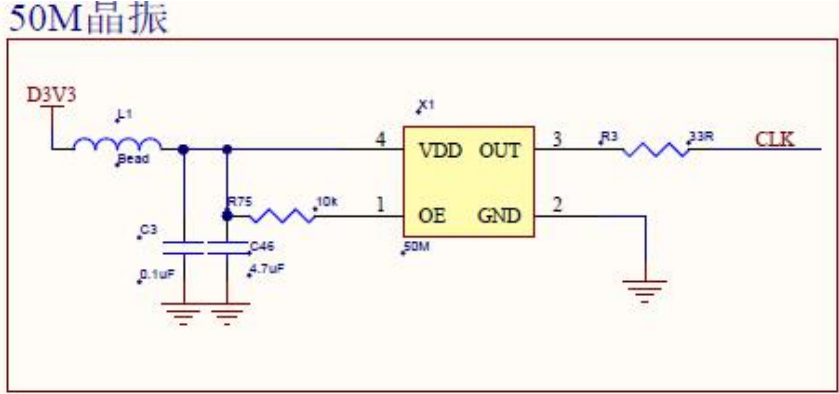 50M晶振
D3V3
L1
Bead
X1
4
VDD
OUT
3
R3
33R
CLK
R75
10k
1
OE
GND
2
50M
C3
0.1uF
C46
4.7uF